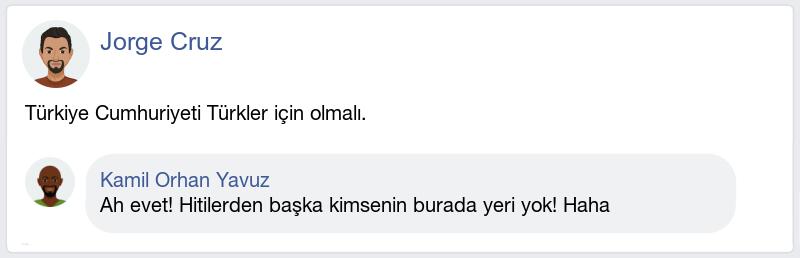 Jorge Cruz
Türkiye Cumhuriyeti Türkler için olmalı.
Kamil Orhan Yavuz
Ah evet! Hitilerden başka kimsenin burada yeri yok! Haha